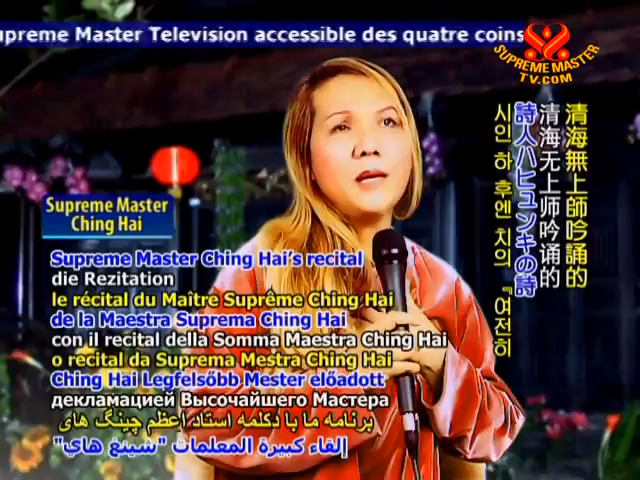 upreme Master Television accessible des quatre coins
SUPREME MASTER
TV.COM
清海無上師吟誦的
清海无上师吟诵的
詩人ハヒュンキの詩
시인 하 후엔 치의 『여전히
Supreme Master
Ching Hai
Supreme Master Ching Hai's recital
die Rezitation
le récital du Maître Suprême Ching Hai
de la Maestra Suprema Ching Hai
con il recital della Somma Maestra Ching Hai
o recital da Suprema Mestra Ching Hai
Ching Hai Legfelsőbb Mester előadott
декламацией Высочайшего Мастера
برنامه ما با دکلمه استاد اعظم چینگ های
إلقاء كبيرة المعلمات "شينغ هاي"